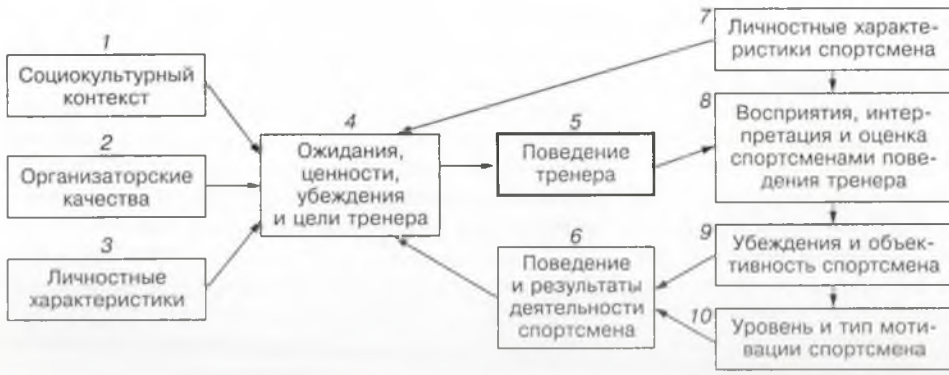 1
Социокультурный
контекст
2
Организаторские
качества
3
Личностные
характеристики
4
Ожидания,
ценности,
убеждения
и цели тренера
5
Поведение
тренера
6
Поведение
и результаты
деятельности
спортсмена
7
Личностные характе-
ристики спортсмена
8
Восприятия, интер-
претация и оценка
спортсменами пове-
дения тренера
9
Убеждения и объек-
тивность спортсмена
10
Уровень и тип моти-
вации спортсмена